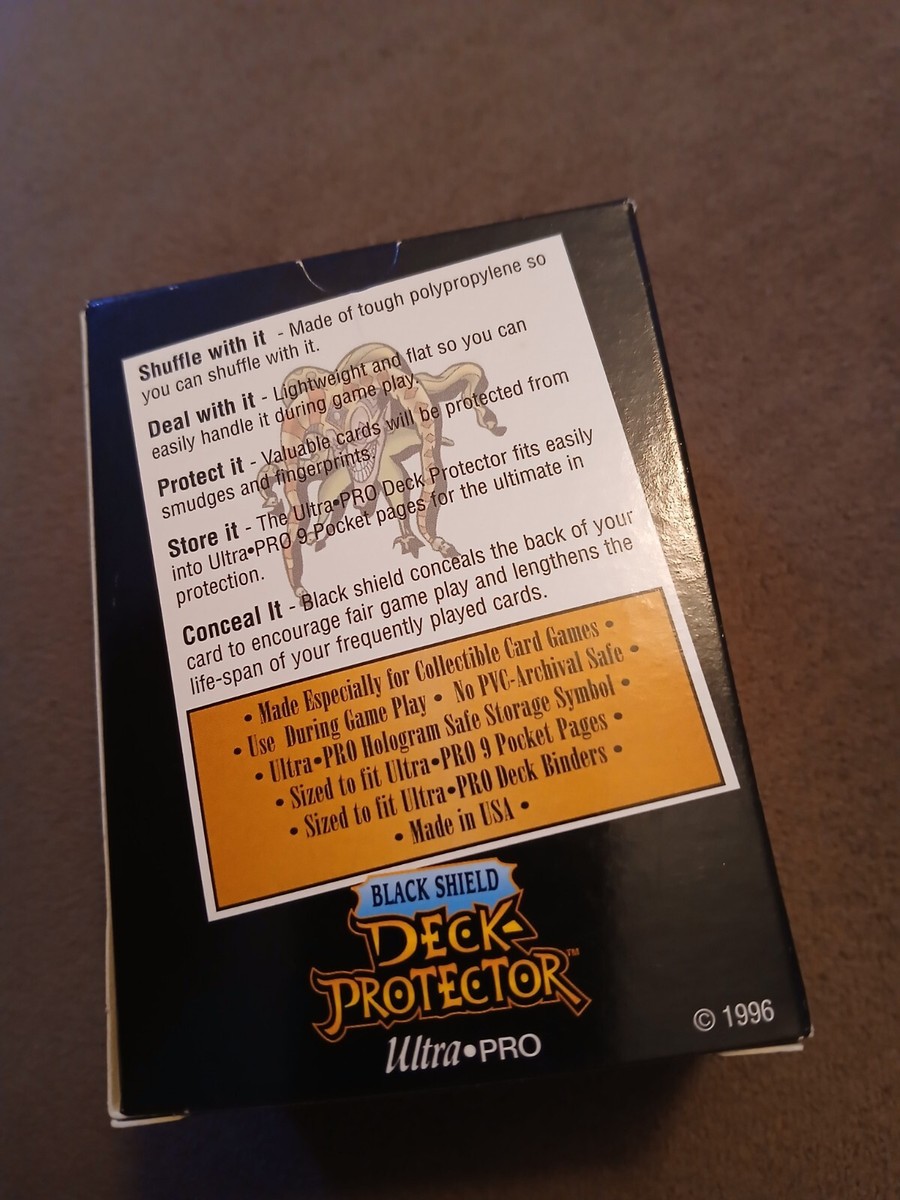 Shuffle with it - Made of tough polypropylene so
you can shuffle with it.
Deal with it - Lightweight and flat so you can
easily handle it during game play.
Protect it - Valuable cards will be protected from
smudges and fingerprints.
Store it - The Ultra•PRO Deck Protector fits easily
into Ultra•PRO 9-Pocket pages for the ultimate in
protection.
Conceal It - Black shield conceals the back of your
card to encourage fair game play and lengthens the
life-span of your frequently played cards.
• Made Especially for Collectible Card Games •
• Use During Game Play • No PVC-Archival Safe •
• Ultra•PRO Hologram Safe Storage Symbol •
• Sized to fit Ultra•PRO 9 Pocket Pages •
• Sized to fit Ultra•PRO Deck Binders •
• Made in USA •
BLACK SHIELD
DECK-
PROTECTOR™
Ultra•PRO
© 1996